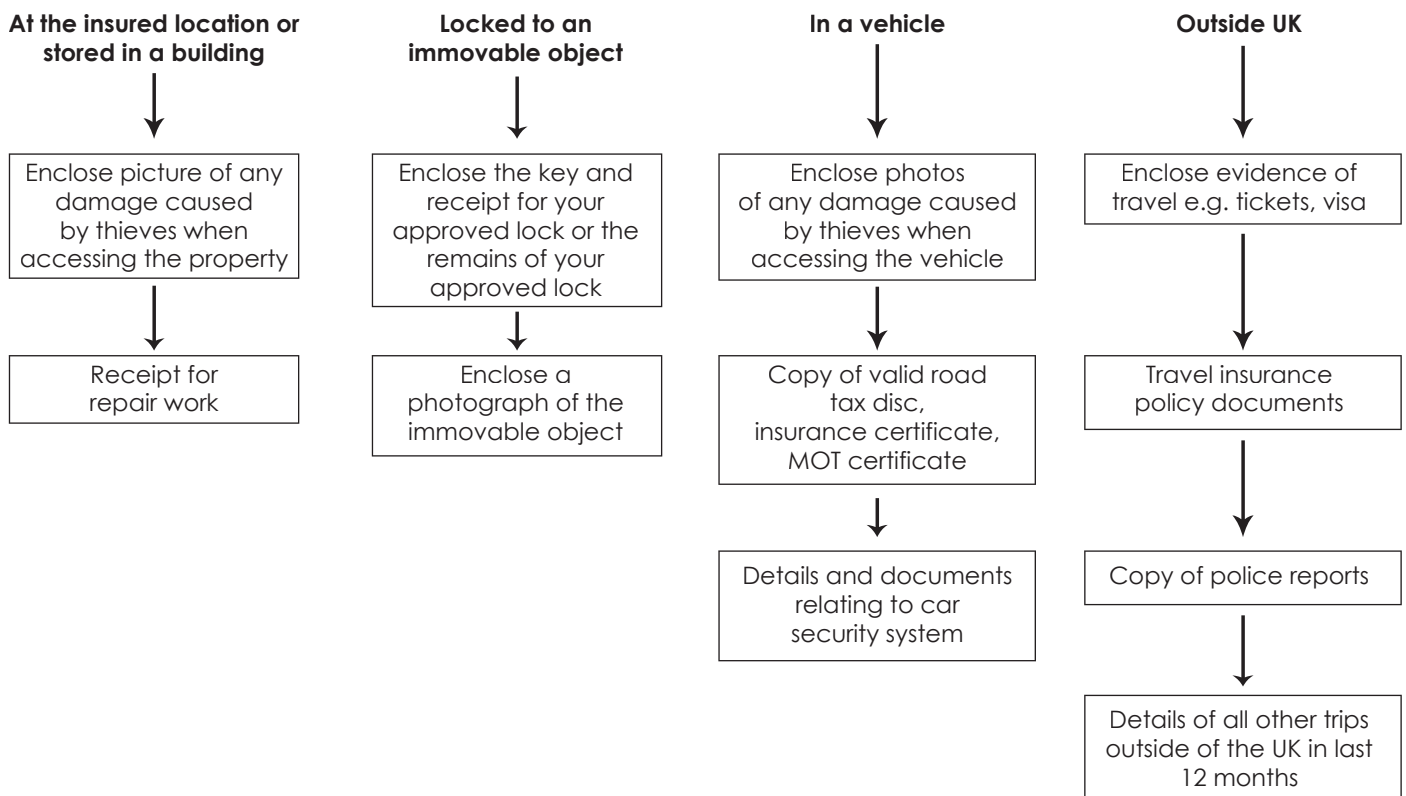 At the insured location or
stored in a building
Enclose picture of any
damage caused
by thieves when
accessing the property
Receipt for
repair work
Locked to an
immovable object
Enclose the key and
receipt for your
approved lock or the
remains of your
approved lock
Enclose a
photograph of the
immovable object
In a vehicle
Enclose photos
of any damage caused
by thieves when
accessing the vehicle
Copy of valid road
tax disc,
insurance certificate,
MOT certificate
Details and documents
relating to car
security system
Outside UK
Enclose evidence of
travel e.g. tickets, visa
Travel insurance
policy documents
Copy of police reports
Details of all other trips
outside of the UK in last
12 months